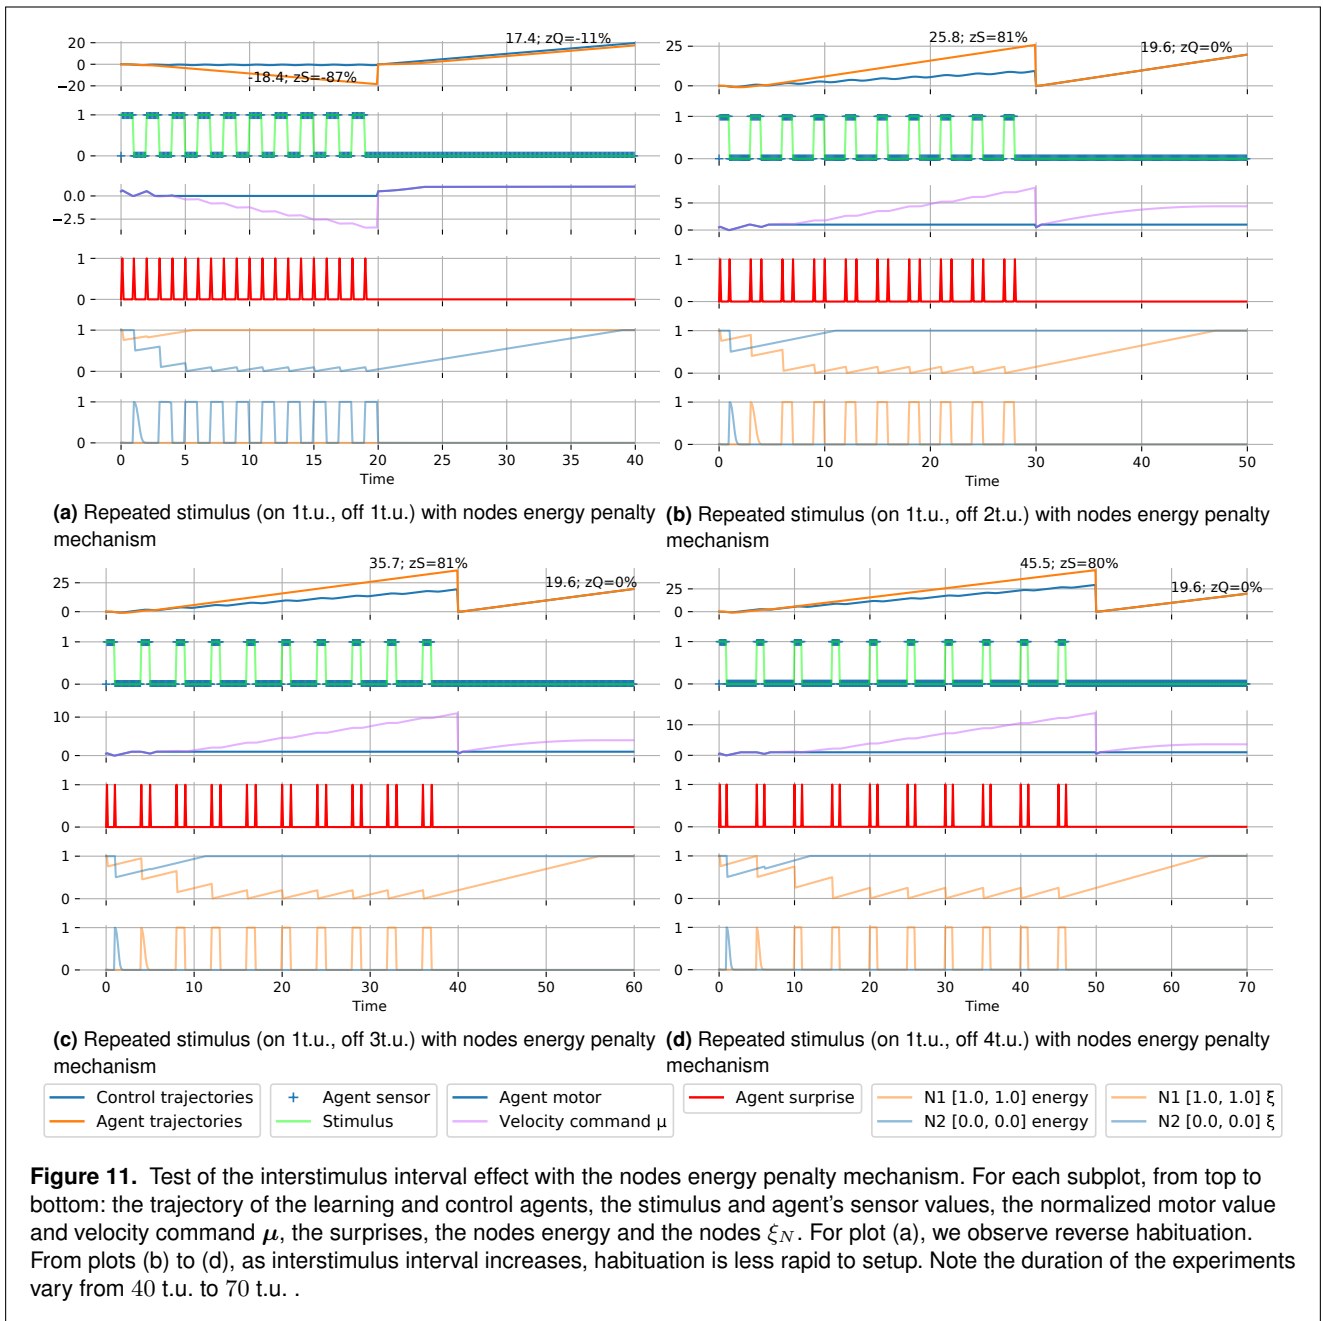 17.4; zQ=-11%
-18.4; zS=-87%
20
0
−20
1
0
0.0
−2.5
1
0
1
0
1
0
0 5 10 15 20 25 30 35 40
Time
25.8; zS=81%
19.6; zQ=0%
25
0
1
0
5
0
1
0
1
0
1
0
0 10 20 30 40 50
Time
(a) Repeated stimulus (on 1t.u., off 1t.u.) with nodes energy penalty
mechanism
(b) Repeated stimulus (on 1t.u., off 2t.u.) with nodes energy penalty
mechanism
35.7; zS=81%
19.6; zQ=0%
25
0
1
0
10
0
1
0
1
0
1
0
0 10 20 30 40 50 60
Time
45.5; zS=80%
19.6; zQ=0%
25
0
1
0
10
0
1
0
1
0
1
0
0 10 20 30 40 50 60 70
Time
(c) Repeated stimulus (on 1t.u., off 3t.u.) with nodes energy penalty
mechanism
(d) Repeated stimulus (on 1t.u., off 4t.u.) with nodes energy penalty
mechanism
Control trajectories
Agent trajectories
Agent sensor
Stimulus
Agent motor
Velocity command μ
Agent surprise
N1 [1.0, 1.0] energy
N2 [0.0, 0.0] energy
N1 [1.0, 1.0] ξ
N2 [0.0, 0.0] ξ
Figure 11. Test of the interstimulus interval effect with the nodes energy penalty mechanism. For each subplot, from top to
bottom: the trajectory of the learning and control agents, the stimulus and agent's sensor values, the normalized motor value
and velocity command μ, the surprises, the nodes energy and the nodes ξN. For plot (a), we observe reverse habituation.
From plots (b) to (d), as interstimulus interval increases, habituation is less rapid to setup. Note the duration of the experiments
vary from 40 t.u. to 70 t.u. .